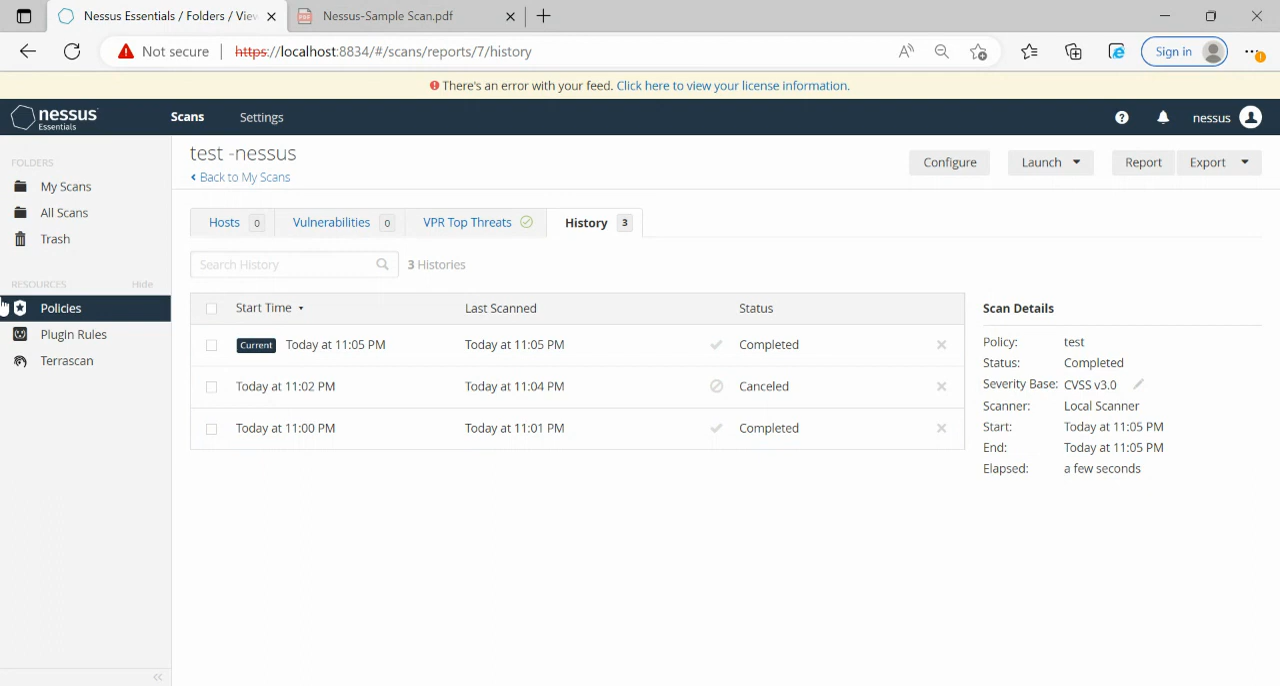 Nessus Essentials / Folders / View
Nessus-Sample Scan.pdf
Not secure
https://localhost:8834/#/scans/reports/7/history
Sign in
There's an error with your feed. Click here to view your license information.
nessus
Essentials
Scans
Settings
nessus
FOLDERS
My Scans
All Scans
Trash
RESOURCES
Hide
Policies
Plugin Rules
Terrascan
test -nessus
Back to My Scans
Configure
Launch
Report
Export
Hosts 0
Vulnerabilities 0
VPR Top Threats
History 3
Search History
3 Histories
Start Time
Last Scanned
Status
Current Today at 11:05 PM
Today at 11:05 PM
Completed
Today at 11:02 PM
Today at 11:04 PM
Canceled
Today at 11:00 PM
Today at 11:01 PM
Completed
Scan Details
Policy: test
Status: Completed
Severity Base: CVSS v3.0
Scanner: Local Scanner
Start: Today at 11:05 PM
End: Today at 11:05 PM
Elapsed: a few seconds